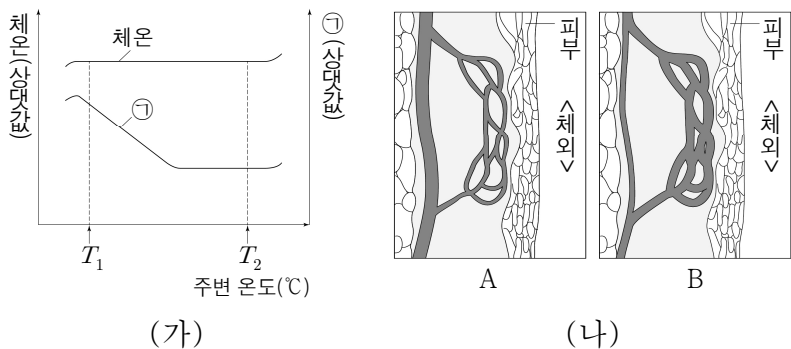 체온(상댓값)
체온
㉠
㉠(상댓값)
T₁
T₂
주변 온도(℃)
(가)
피부
<체외>
A
피부
<체외>
B
(나)